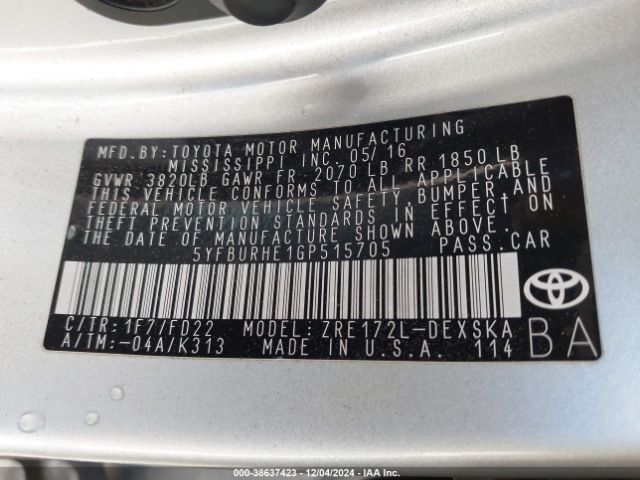 MFD.BY:TOYOTA MOTOR MANUFACTURING
MISSISSIPPI INC. 05/16
GVWR 3820LB GAWR FR 2070 LB RR 1850 LB
THIS VEHICLE CONFORMS TO ALL APPLICABLE
FEDERAL MOTOR VEHICLE SAFETY,BUMPER,AND
THEFT PREVENTION STANDARDS IN EFFECT ON
THE DATE OF MANUFACTURE SHOWN ABOVE.
5YFBURHE1GP515705 PASS.CAR
C/TR:1F7/FD22 MODEL:ZRE172L-DEXSKA
A/TM:-04A/K313 MADE IN U.S.A. 114
BA
000-38637423 - 12/04/2024 - IAA Inc.